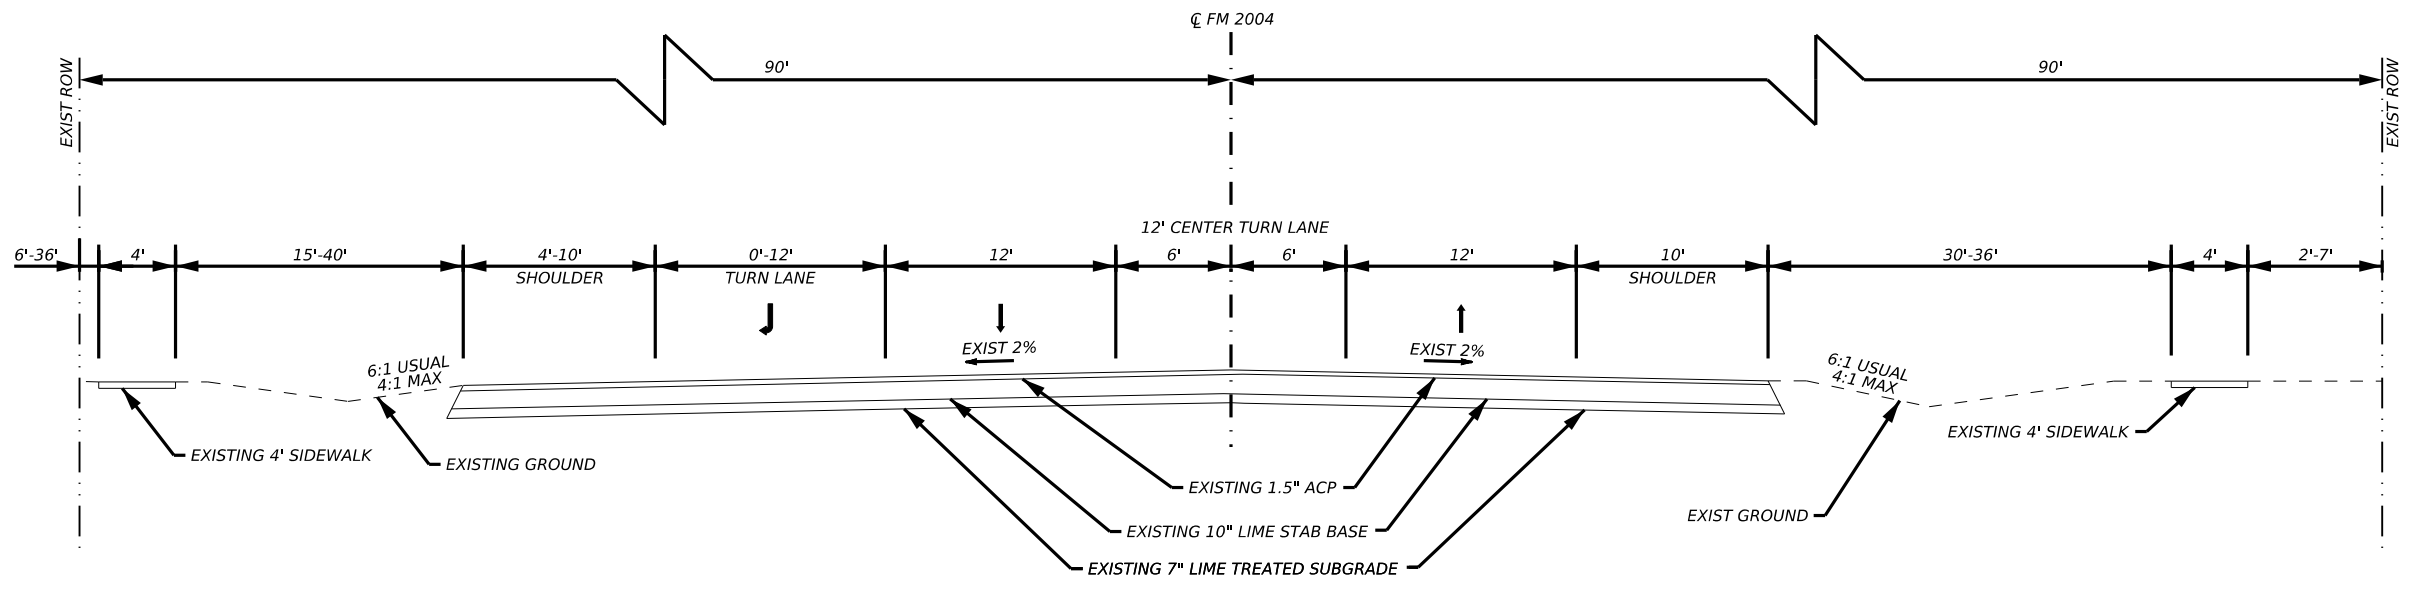 ℄ FM 2004
90'
90'
EXIST ROW
EXIST ROW
12' CENTER TURN LANE
6'-36'
4'
15'-40'
4'-10'
0'-12'
12'
6'
6'
12'
10'
30'-36'
4'
2'-7'
SHOULDER
TURN LANE
SHOULDER
EXIST 2%
EXIST 2%
6:1 USUAL
4:1 MAX
6:1 USUAL
4:1 MAX
EXISTING 4' SIDEWALK
EXISTING GROUND
EXISTING 4' SIDEWALK
EXISTING 1.5" ACP
EXIST GROUND
EXISTING 10" LIME STAB BASE
EXISTING 7" LIME TREATED SUBGRADE